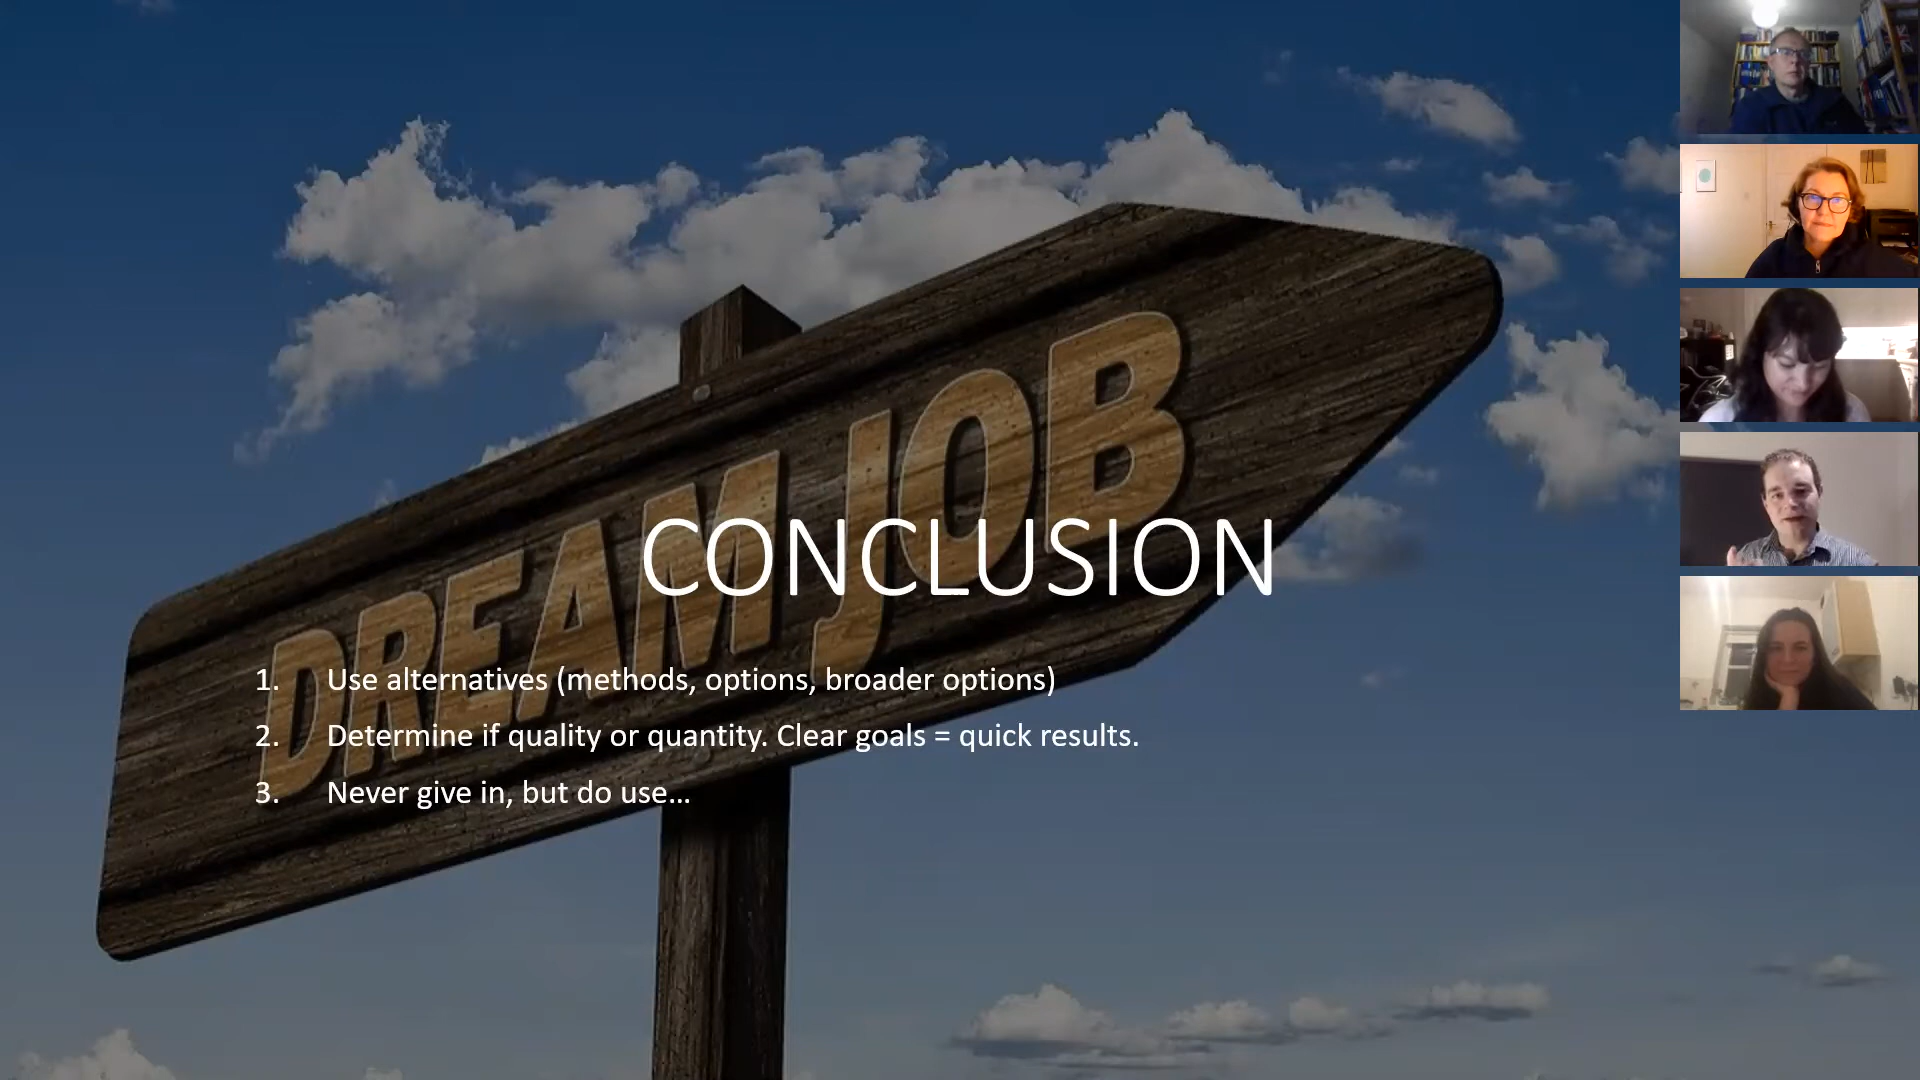 DREAM JOB
CONCLUSION
1. Use alternatives (methods, options, broader options)
2. Determine if quality or quantity. Clear goals = quick results.
3. Never give in, but do use...